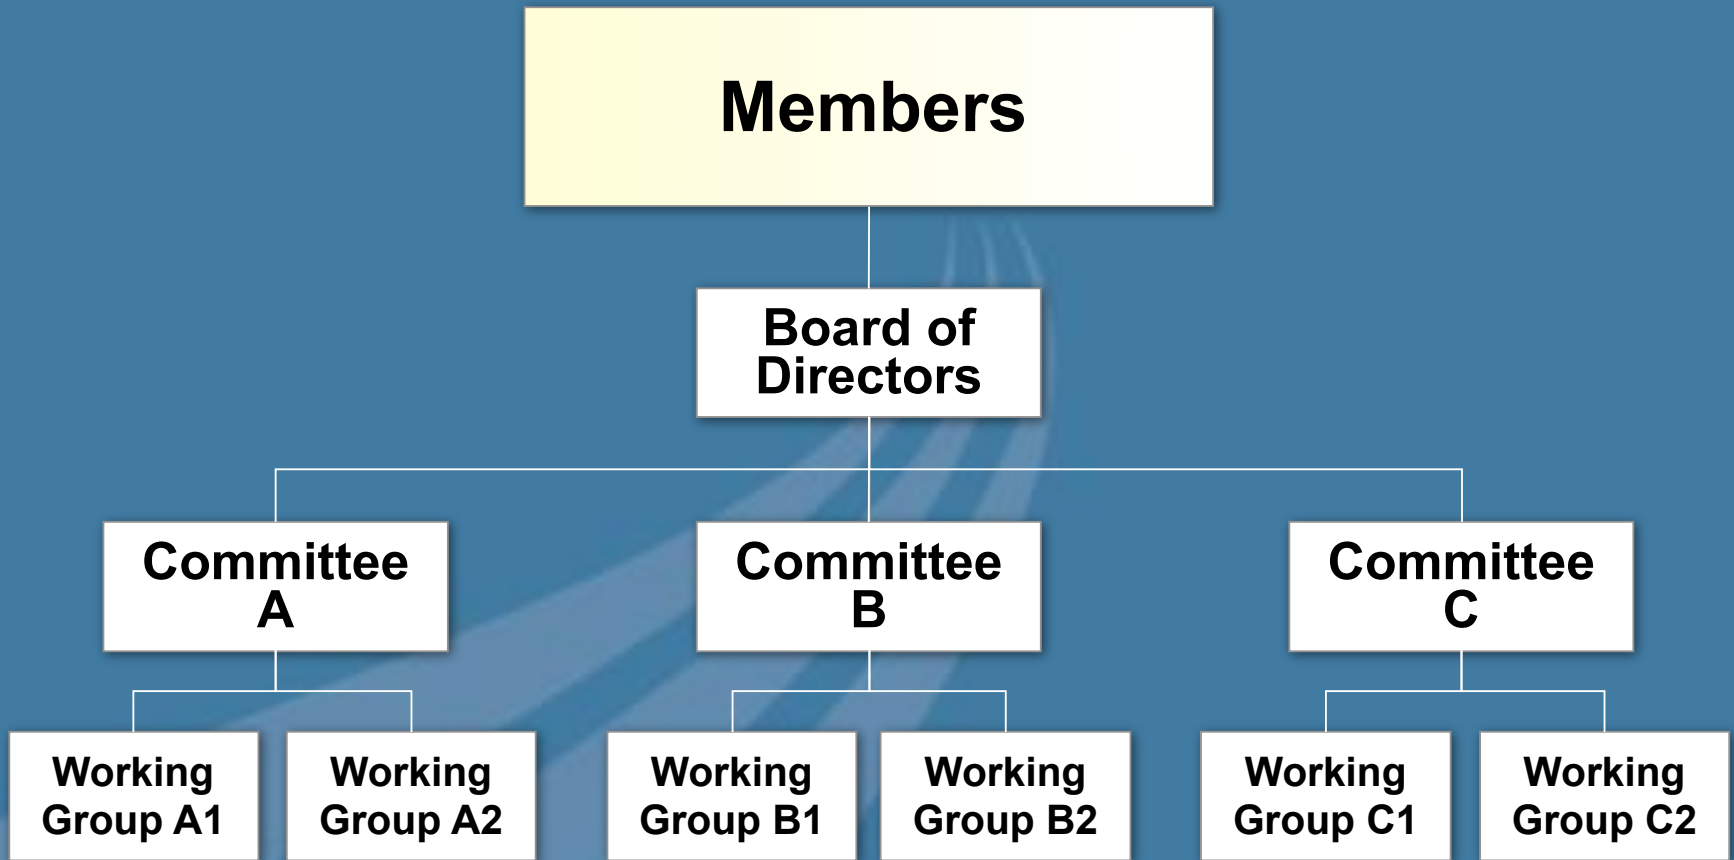 Members
Board of
Directors
Committee
A
Committee
B
Committee
C
Working
Group A1
Working
Group A2
Working
Group B1
Working
Group B2
Working
Group C1
Working
Group C2